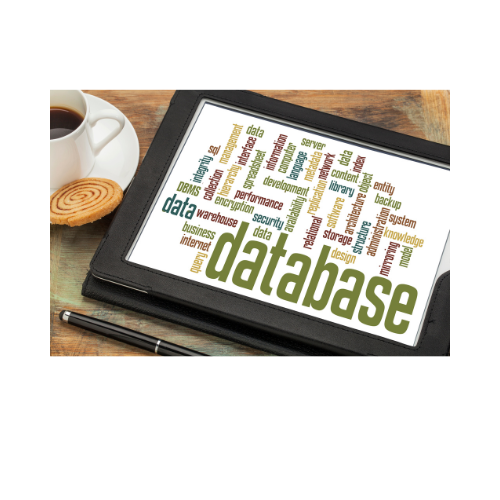 data
management
sql
integrity
interface
hierarchy
collection
DBMS
spreadsheet
information
computer
language
server
metadata
network
data
content
index
object
library
replication
software
architecture
entity
backup
system
knowledge
administration
mirroring
model
structure
design
storage
relational
availability
development
performance
encryption
security
data
data
warehouse
business
internet
query
database